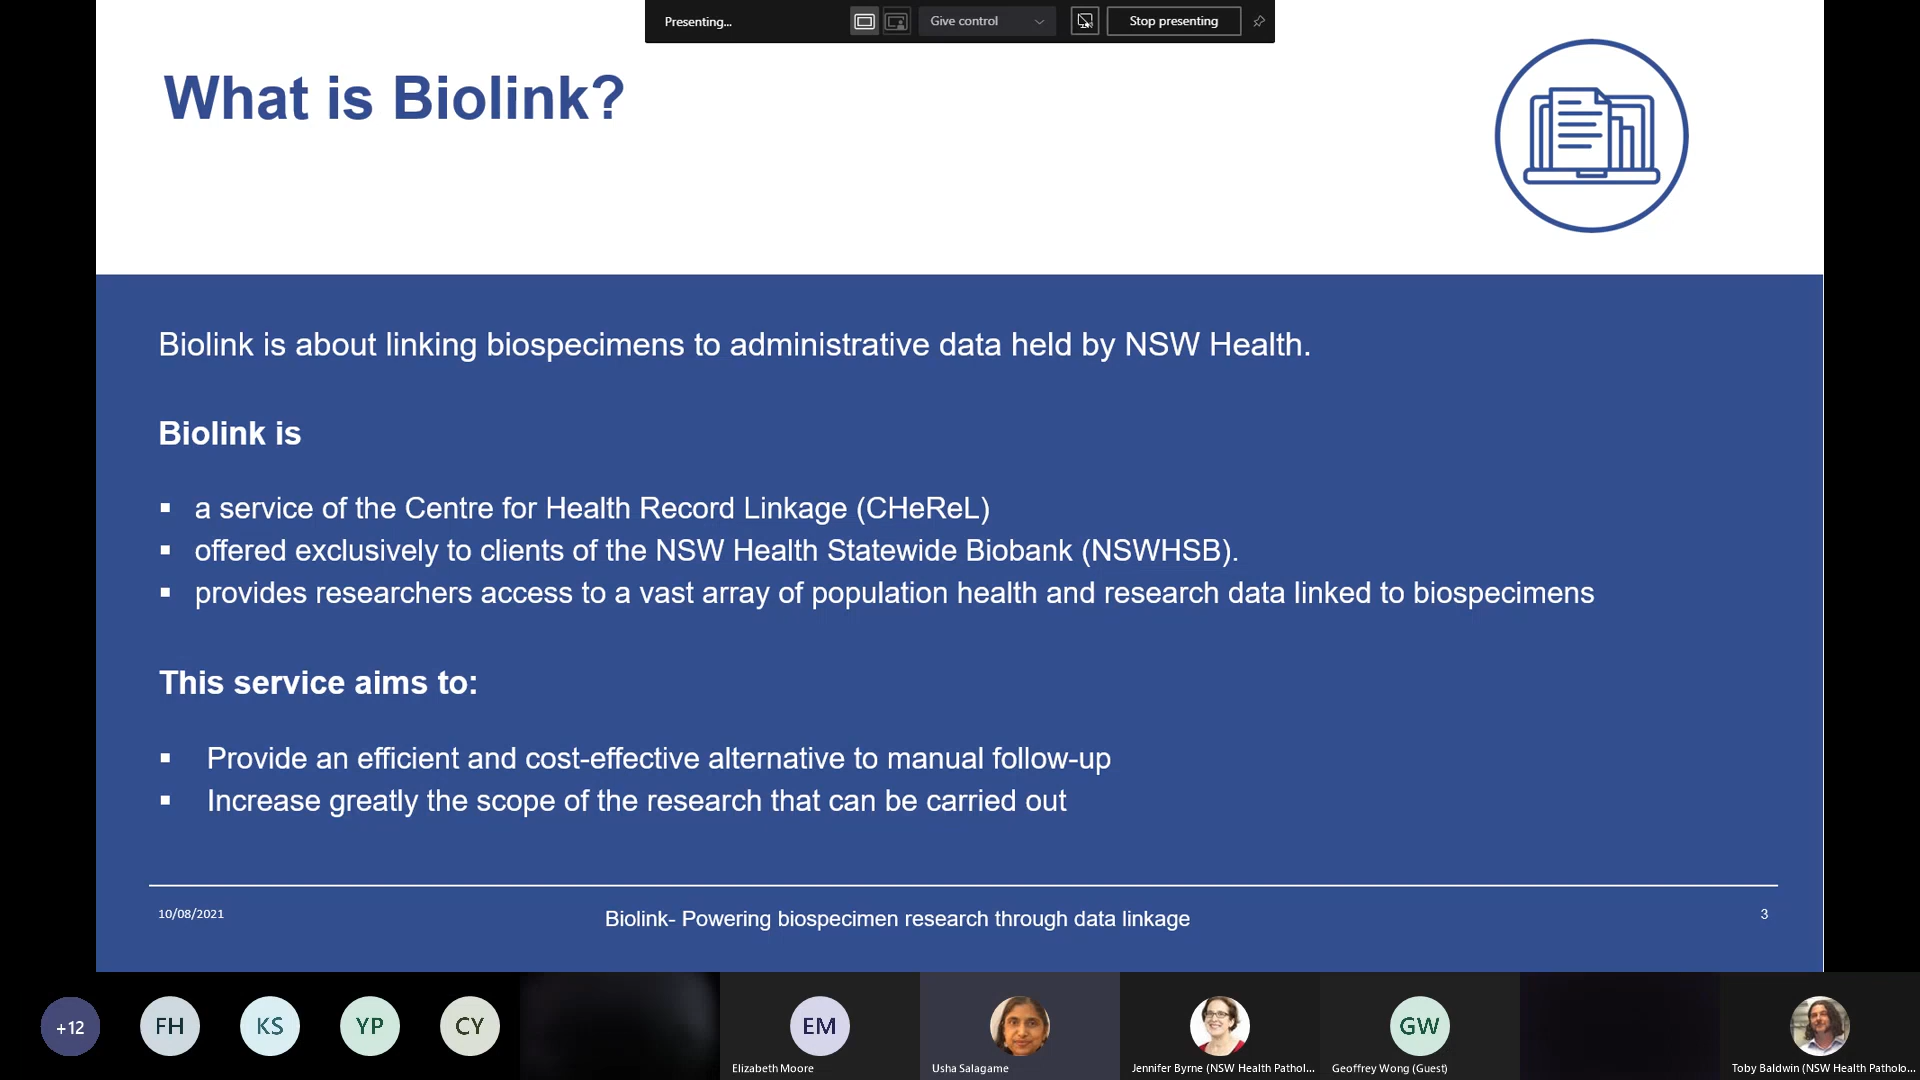 Presenting...
Give control
Stop presenting
What is Biolink?
Biolink is about linking biospecimens to administrative data held by NSW Health.
Biolink is
▪ a service of the Centre for Health Record Linkage (CHeReL)
▪ offered exclusively to clients of the NSW Health Statewide Biobank (NSWHSB).
▪ provides researchers access to a vast array of population health and research data linked to biospecimens
This service aims to:
▪ Provide an efficient and cost-effective alternative to manual follow-up
▪ Increase greatly the scope of the research that can be carried out
10/08/2021
Biolink- Powering biospecimen research through data linkage
3
+12
FH
KS
YP
CY
EM
GW
Elizabeth Moore
Usha Salagame
Jennifer Byrne (NSW Health Pathol...
Geoffrey Wong (Guest)
Toby Baldwin (NSW Health Patholo...